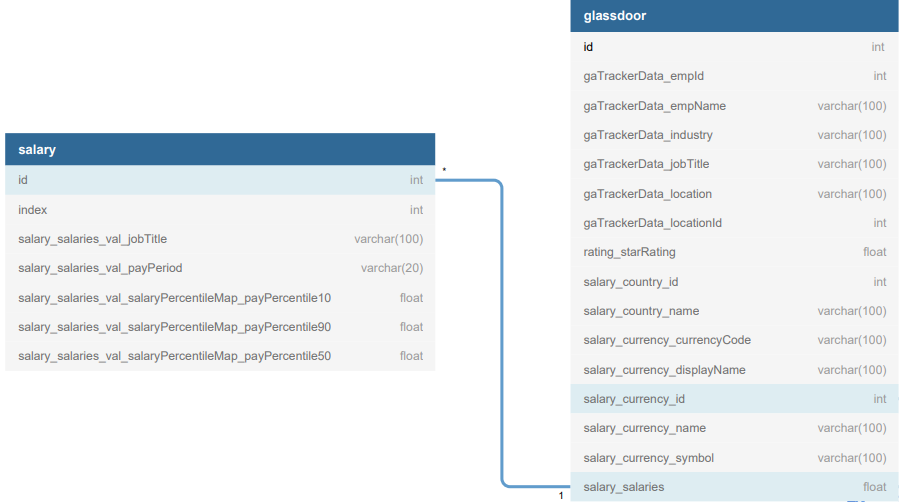 glassdoor
id int
gaTrackerData_empId int
gaTrackerData_empName varchar(100)
gaTrackerData_industry varchar(100)
gaTrackerData_jobTitle varchar(100)
gaTrackerData_location varchar(100)
gaTrackerData_locationId int
rating_starRating float
salary_country_id int
salary_country_name varchar(100)
salary_currency_currencyCode varchar(100)
salary_currency_displayName varchar(100)
salary_currency_id int
salary_currency_name varchar(100)
salary_currency_symbol varchar(100)
salary_salaries float
salary
id int
index int
salary_salaries_val_jobTitle varchar(100)
salary_salaries_val_payPeriod varchar(20)
salary_salaries_val_salaryPercentileMap_payPercentile10 float
salary_salaries_val_salaryPercentileMap_payPercentile90 float
salary_salaries_val_salaryPercentileMap_payPercentile50 float
*
1